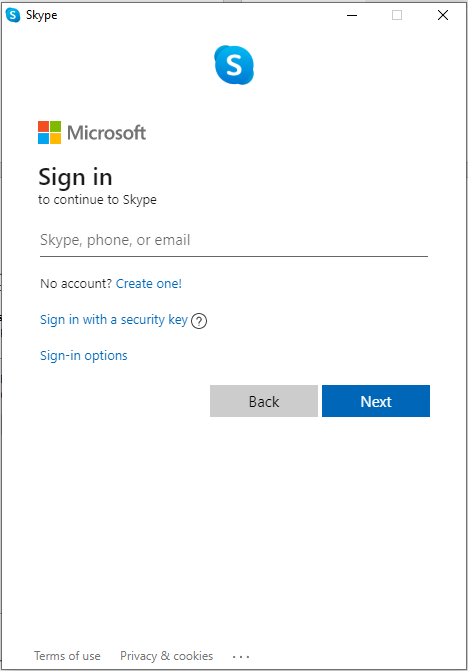 Skype
Microsoft
Sign in
to continue to Skype
Skype, phone, or email
No account? Create one!
Sign in with a security key ?
Sign-in options
Back Next
Terms of use Privacy & cookies ...